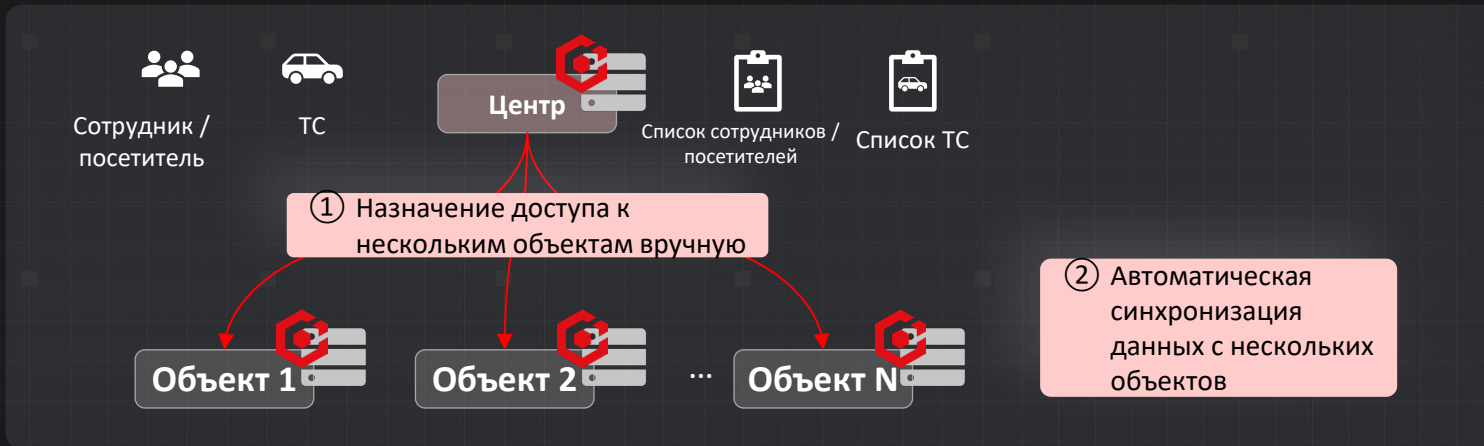 Сотрудник /
посетитель
ТС
Центр
Список сотрудников /
посетителей
Список ТС
① Назначение доступа к
нескольким объектам вручную
② Автоматическая
синхронизация
данных с нескольких
объектов
Объект 1
Объект 2
...
Объект N